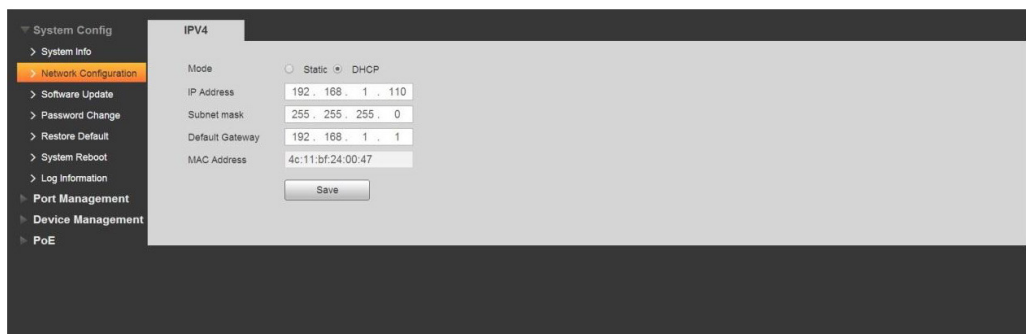 System Config
System Info
Network Configuration
Software Update
Password Change
Restore Default
System Reboot
Log Information
Port Management
Device Management
PoE
IPV4
Mode Static DHCP
IP Address 192 . 168 . 1 . 110
Subnet mask 255 . 255 . 255 . 0
Default Gateway 192 . 168 . 1 . 1
MAC Address 4c:11:bf:24:00:47
Save